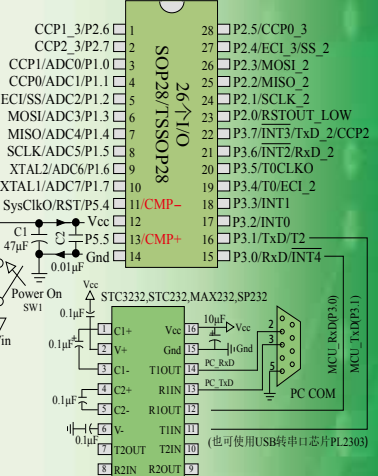 CCP1_3/P2.6 1
CCP2_3/P2.7 2
CCP1/ADC0/P1.0 3
CCP0/ADC1/P1.1 4
ECI/SS/ADC2/P1.2 5
MOSI/ADC3/P1.3 6
MISO/ADC4/P1.4 7
SCLK/ADC5/P1.5 8
XTAL2/ADC6/P1.6 9
XTAL1/ADC7/P1.7 10
SysClkO/RST/P5.4 11/CMP-
Vcc 12
P5.5 13/CMP+
Gnd 14
SOP28/TSSOP28
26个I/O
28 P2.5/CCP0_3
27 P2.4/ECI_3/SS_2
26 P2.3/MOSI_2
25 P2.2/MISO_2
24 P2.1/SCLK_2
23 P2.0/RSTOUT_LOW
22 P3.7/INT3/TxD_2/CCP2
21 P3.6/INT2/RxD_2
20 P3.5/T0CLKO
19 P3.4/T0/ECI_2
18 P3.3/INT1
17 P3.2/INT0
16 P3.1/TxD/T2
15 P3.0/RxD/INT4
C1
47μF
C2
0.01μF
Power On
SW1
Vin
Vcc
STC3232,STC232,MAX232,SP232
0.1μF
0.1μF
0.1μF
0.1μF
1 C1+
2 V+
3 C1-
4 C2+
5 C2-
6 V-
7 T2OUT
8 R2IN
Vcc 16
Gnd 15
T1OUT 14
R1IN 13
R1OUT 12
T1IN 11
T2IN 10
R2OUT 9
10μF
Vcc
Gnd
PC_RxD
PC_TxD
2
3
5
PC COM
MCU_RxD(P3.0)
MCU_TxD(P3.1)
(也可使用USB转串口芯片PL2303)